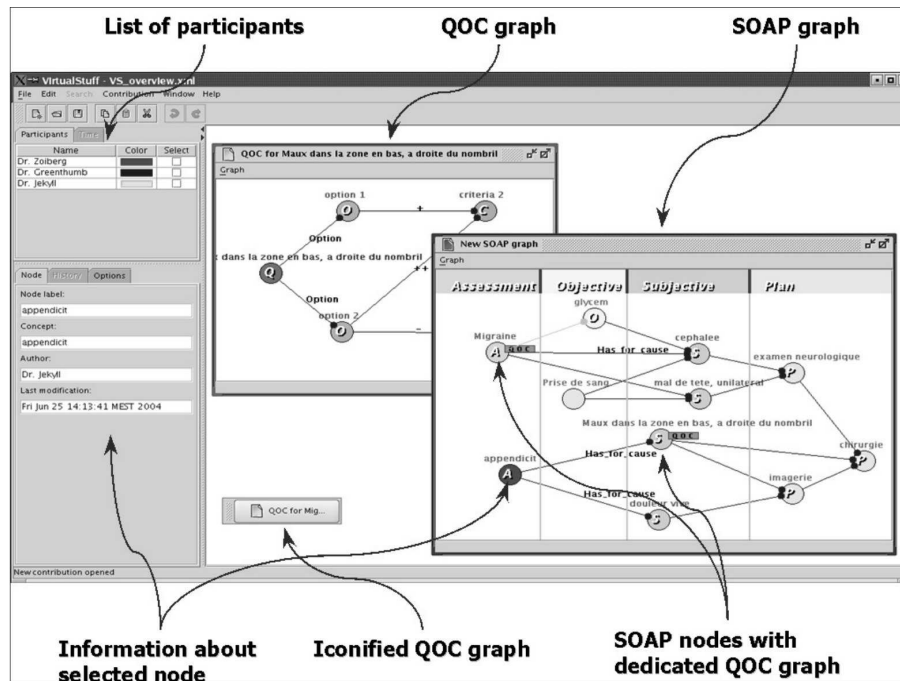 List of participants
QOC graph
SOAP graph
VirtualStuff - VS_overview.xml
File Edit Search Contribution Window Help
Participants Time
Name Color Select
Dr. Zoiberg
Dr. Greenthumb
Dr. Jekyll
QOC for Maux dans la zone en bas, a droite du nombril
Graph
option 1
criteria 2
O
+
C
Option
x dans la zone en bas, a droite du nombril
Q
++
Option
option 2
O
-
New SOAP graph
Graph
Assessment Objective Subjective Plan
glycem
O
Migraine
cephalee
A QOC
Has_for_cause
S
examen neurologique
Prise de sang
mal de tete, unilateral
P
S
Maux dans la zone en bas, a droite du nombril
S QOC
chirurgie
appendicit
Has_for_cause
P
A
imagerie
Has_for_cause
P
douleur vive
S
Node History Options
Node label:
appendicit
Concept:
appendicit
Author:
Dr. Jekyll
Last modification:
Fri Jun 25 14:13:41 MEST 2004
QOC for Mig...
New contribution opened
Information about
selected node
Iconified QOC graph
SOAP nodes with
dedicated QOC graph